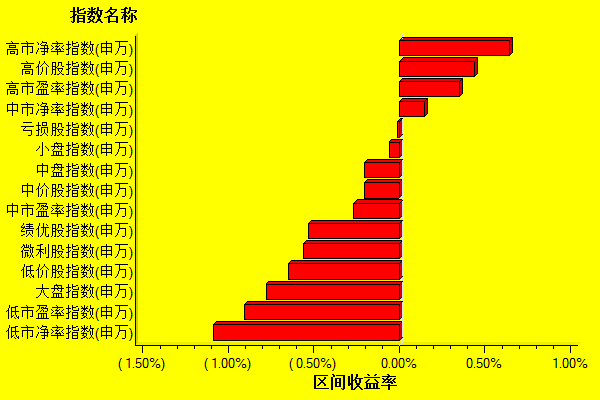 指数名称
高市净率指数(申万)
高价股指数(申万)
高市盈率指数(申万)
中市净率指数(申万)
亏损股指数(申万)
小盘指数(申万)
中盘指数(申万)
中价股指数(申万)
中市盈率指数(申万)
绩优股指数(申万)
微利股指数(申万)
低价股指数(申万)
大盘指数(申万)
低市盈率指数(申万)
低市净率指数(申万)
(1.50%) (1.00%) (0.50%) 0.00% 0.50% 1.00%
区间收益率